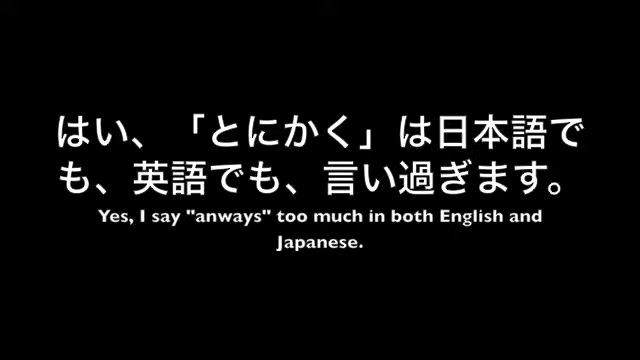 はい、「とにかく」は日本語で
も、英語でも、言い過ぎます。
Yes, I say "anways" too much in both English and
Japanese.